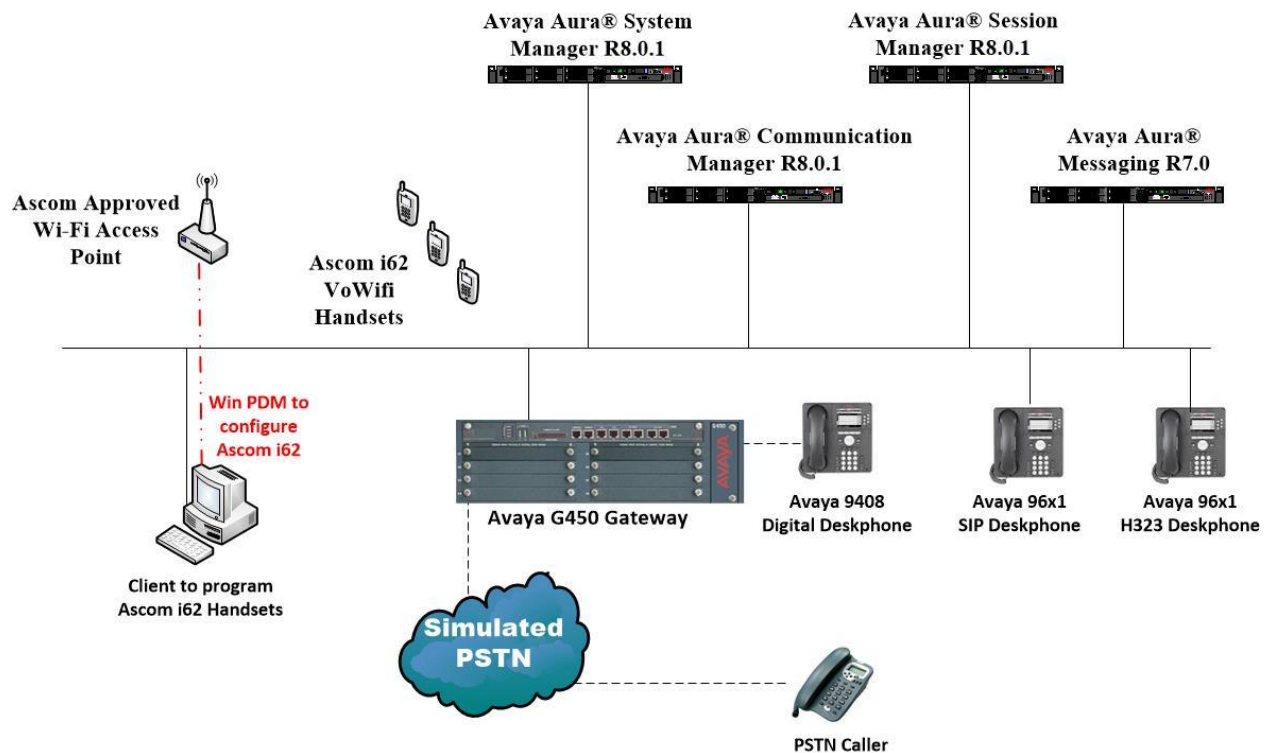 Avaya Aura® System
Manager R8.0.1
Avaya Aura® Session
Manager R8.0.1
Avaya Aura® Communication
Manager R8.0.1
Avaya Aura®
Messaging R7.0
Ascom Approved
Wi-Fi Access
Point
Ascom i62
VoWifi
Handsets
Win PDM to
configure
Ascom i62
Client to program
Ascom i62 Handsets
G450
AVAYA
Avaya G450 Gateway
Avaya 9408
Digital Deskphone
Avaya 96x1
SIP Deskphone
Avaya 96x1
H323 Deskphone
Simulated
PSTN
PSTN Caller